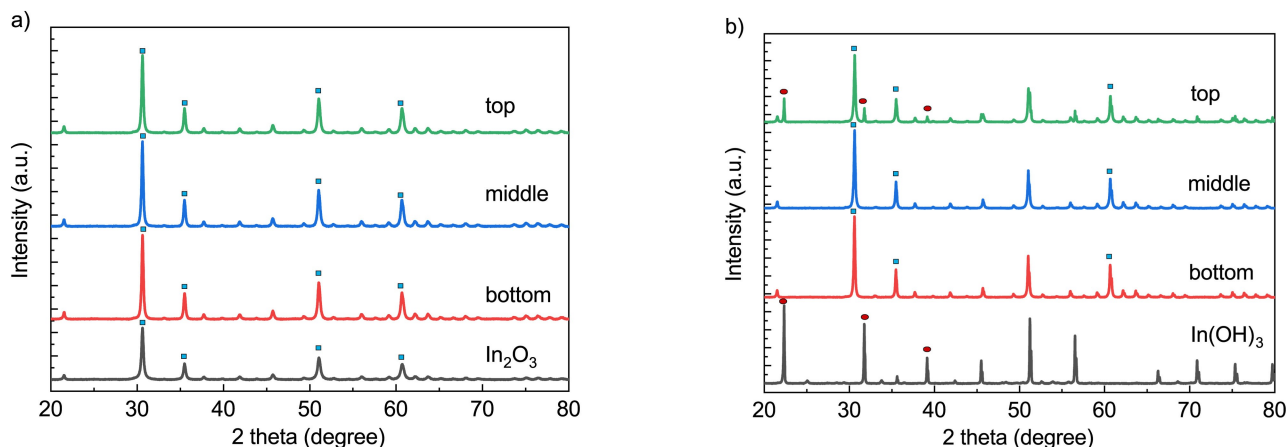 a)
top
middle
bottom
In₂O₃
Intensity (a.u.)
20 30 40 50 60 70 80
2 theta (degree)
b)
top
middle
bottom
In(OH)₃
Intensity (a.u.)
20 30 40 50 60 70 80
2 theta (degree)